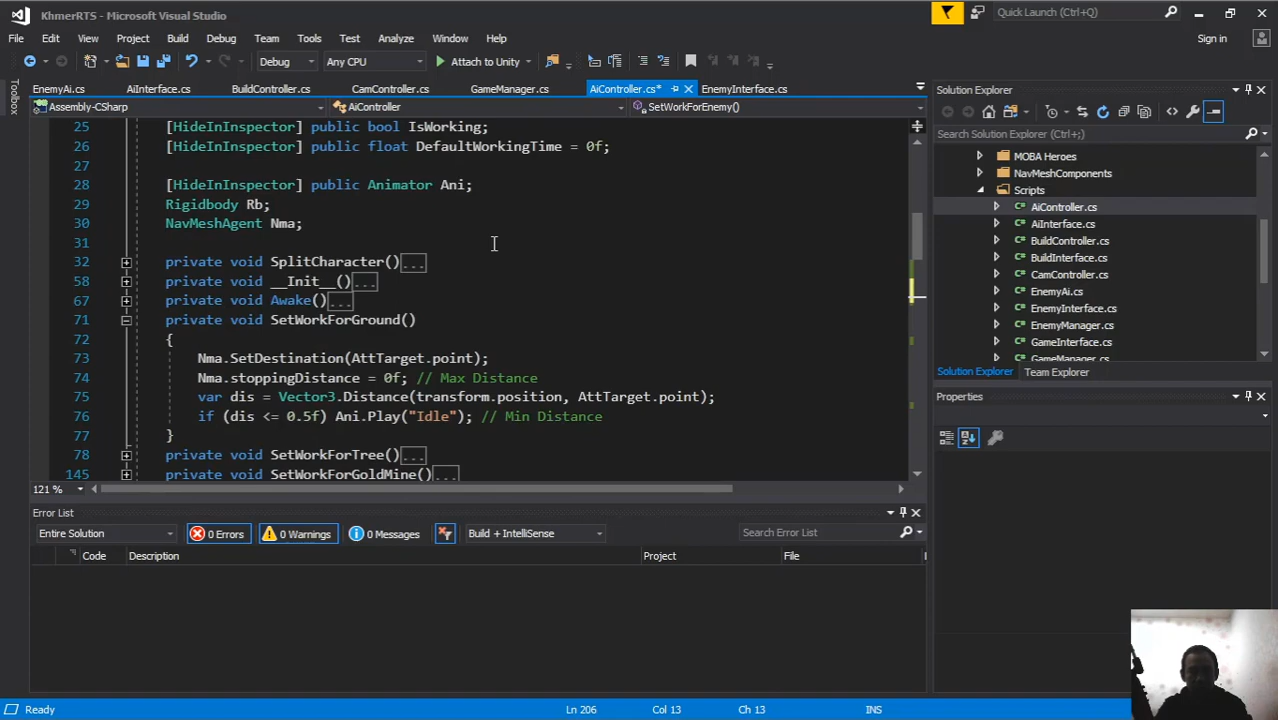 KhmerRTS - Microsoft Visual Studio
Quick Launch (Ctrl+Q)
File Edit View Project Build Debug Team Tools Test Analyze Window Help
Sign in
Debug Any CPU Attach to Unity
Toolbox
EnemyAi.cs AiInterface.cs BuildController.cs CamController.cs GameManager.cs AiController.cs* EnemyInterface.cs
Assembly-CSharp AiController SetWorkForEnemy()
25 [HideInInspector] public bool IsWorking;
26 [HideInInspector] public float DefaultWorkingTime = 0f;
27
28 [HideInInspector] public Animator Ani;
29 Rigidbody Rb;
30 NavMeshAgent Nma;
31
32 private void SplitCharacter()...
58 private void __Init__()...
67 private void Awake()...
71 private void SetWorkForGround()
72 {
73 Nma.SetDestination(AttTarget.point);
74 Nma.stoppingDistance = 0f; // Max Distance
75 var dis = Vector3.Distance(transform.position, AttTarget.point);
76 if (dis <= 0.5f) Ani.Play("Idle"); // Min Distance
77 }
78 private void SetWorkForTree()...
145 private void SetWorkForGoldMine()...
121 %
Solution Explorer
Search Solution Explorer (Ctrl+;)
MOBA Heroes
NavMeshComponents
Scripts
AiController.cs
AiInterface.cs
BuildController.cs
BuildInterface.cs
CamController.cs
EnemyAi.cs
EnemyInterface.cs
EnemyManager.cs
GameInterface.cs
GameManager.cs
Solution Explorer Team Explorer
Properties
Error List
Entire Solution 0 Errors 0 Warnings 0 Messages Build + IntelliSense Search Error List
Code Description Project File
Ready Ln 206 Col 13 Ch 13 INS